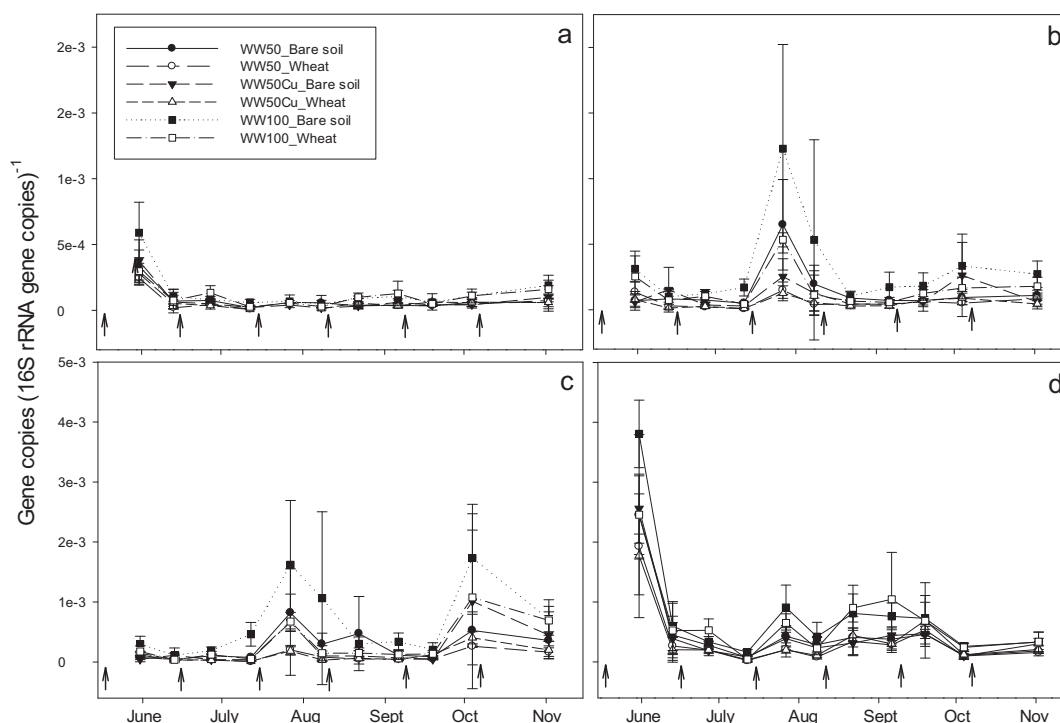 a
b
WW50_Bare soil
WW50_Wheat
WW50Cu_Bare soil
WW50Cu_Wheat
WW100_Bare soil
WW100_Wheat
2e-3
2e-3
1e-3
5e-4
0
Gene copies (16S rRNA gene copies)-1
c
d
5e-3
4e-3
3e-3
2e-3
1e-3
0
June July Aug Sept Oct Nov
June July Aug Sept Oct Nov